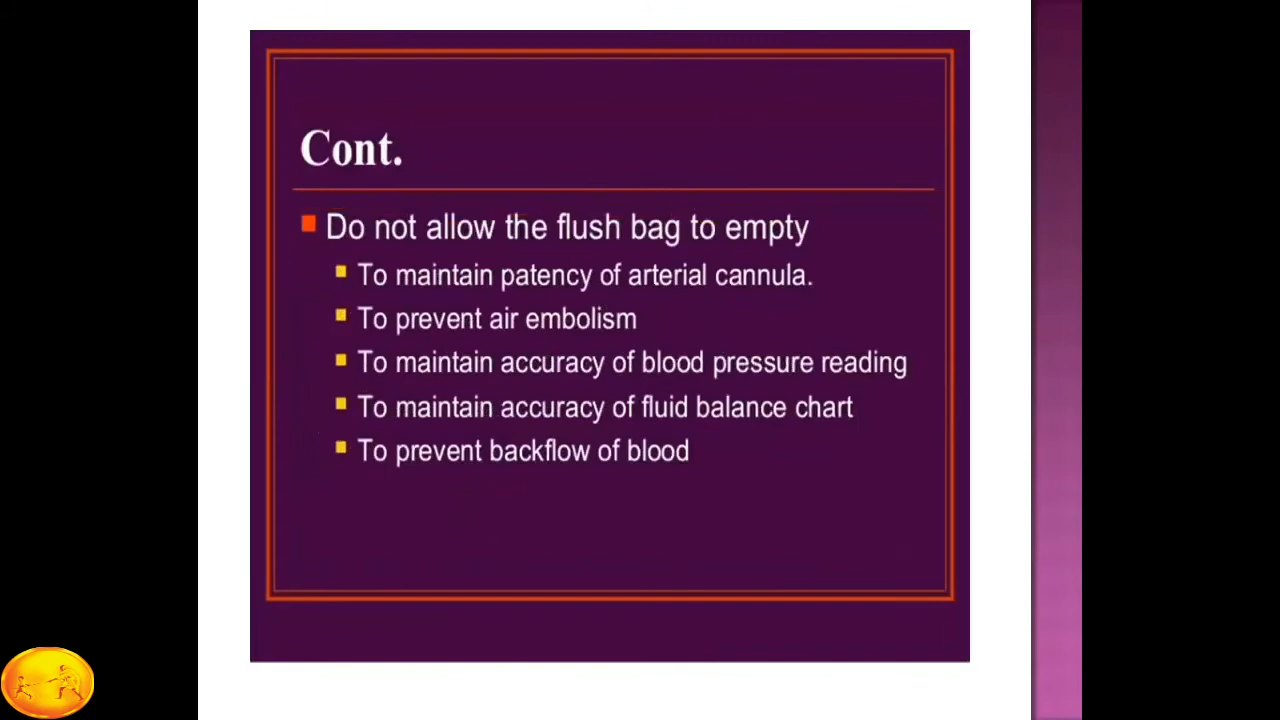 Cont.
Do not allow the flush bag to empty
To maintain patency of arterial cannula.
To prevent air embolism
To maintain accuracy of blood pressure reading
To maintain accuracy of fluid balance chart
To prevent backflow of blood